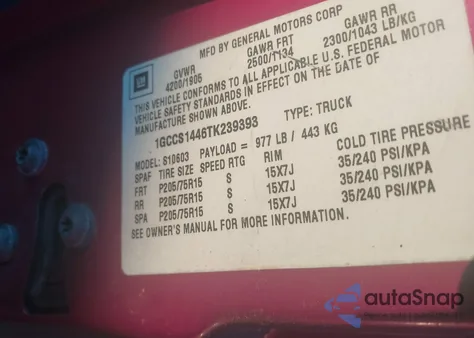 MFD BY GENERAL MOTORS CORP
GM
GVWR GAWR FRT GAWR RR
4200/1905 2500/1134 2300/1043 LB/KG
THIS VEHICLE CONFORMS TO ALL APPLICABLE U.S. FEDERAL MOTOR
VEHICLE SAFETY STANDARDS IN EFFECT ON THE DATE OF
MANUFACTURE SHOWN ABOVE.
1GCCS1446TK239393 TYPE: TRUCK
MODEL: S10603 PAYLOAD = 977 LB / 443 KG
SPAF TIRE SIZE SPEED RTG RIM COLD TIRE PRESSURE
FRT P205/75R15 S 15X7J 35/240 PSI/KPA
RR P205/75R15 S 15X7J 35/240 PSI/KPA
SPA P205/75R15 S 15X7J 35/240 PSI/KPA
SEE OWNER'S MANUAL FOR MORE INFORMATION.
autaSnap